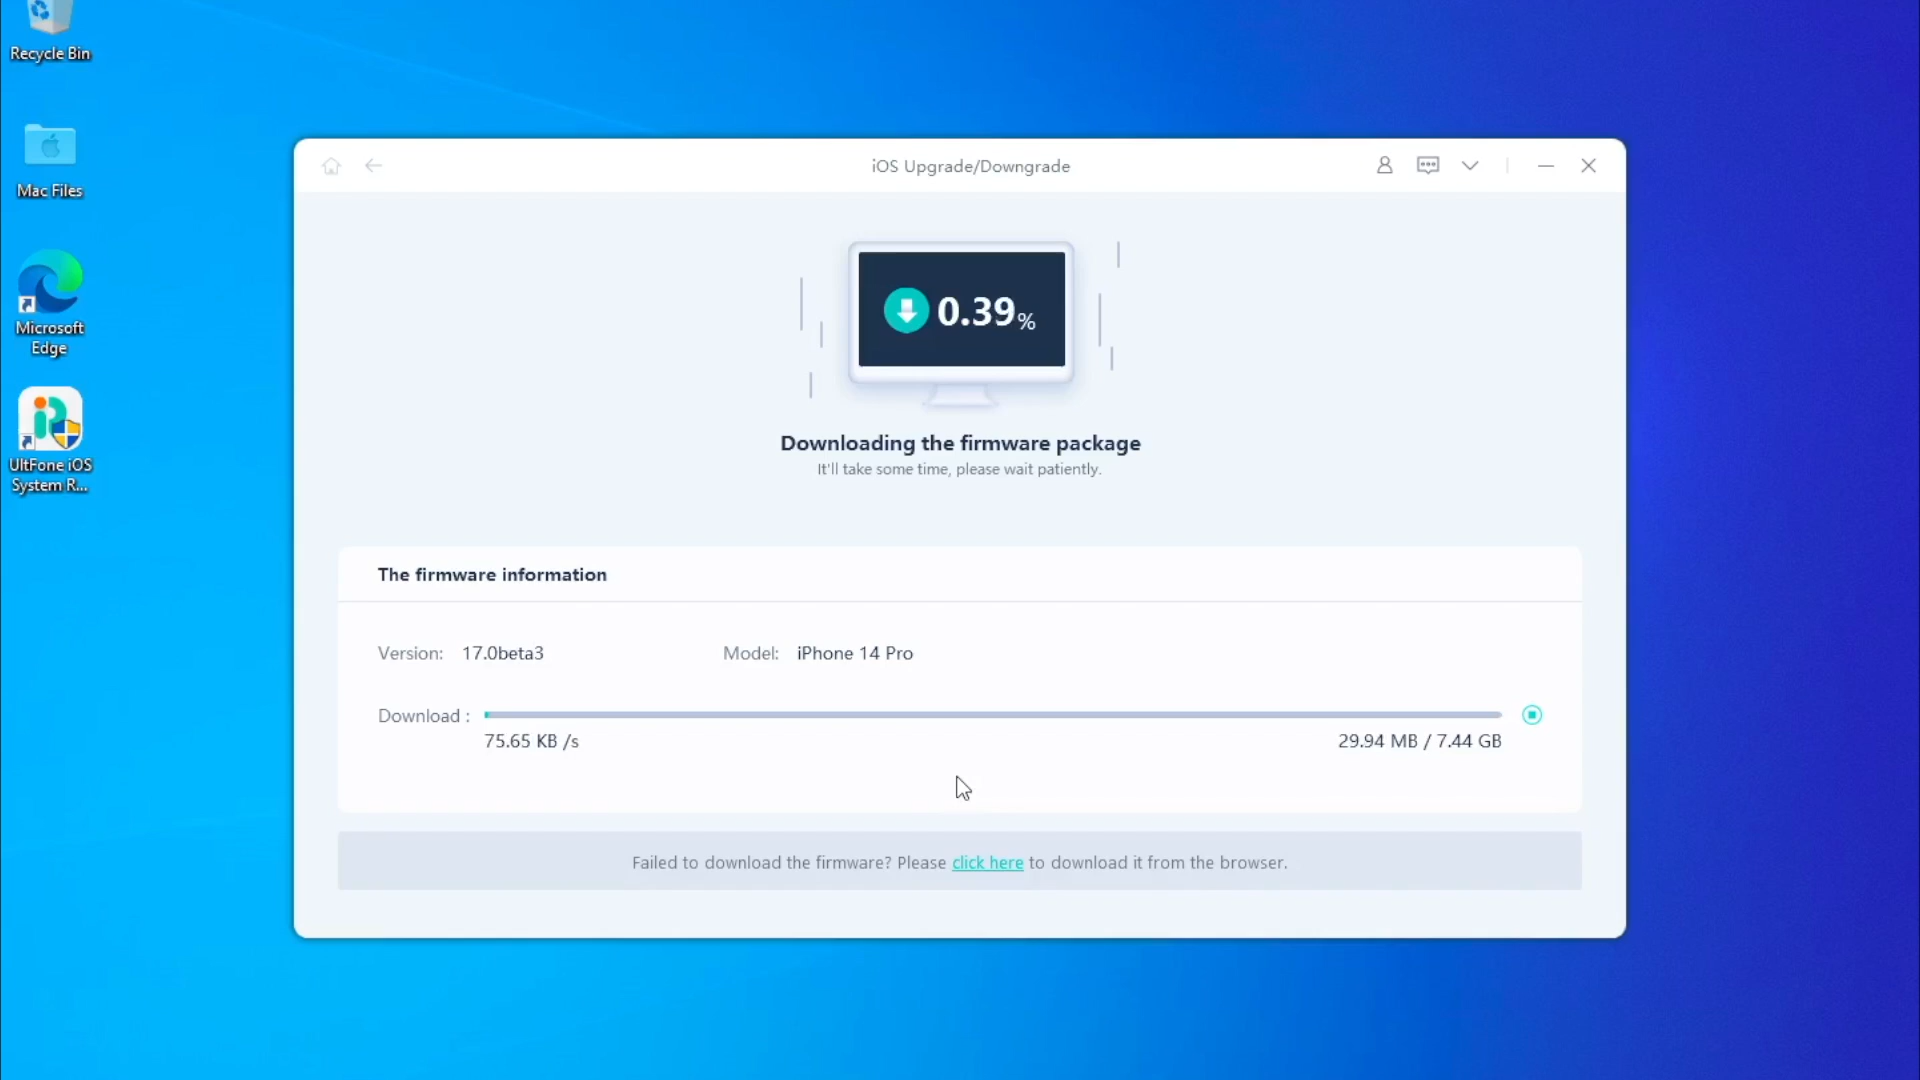 Recycle Bin
Mac Files
Microsoft
Edge
UltFone iOS
System R...
iOS Upgrade/Downgrade
0.39%
Downloading the firmware package
It'll take some time, please wait patiently.
The firmware information
Version: 17.0beta3 Model: iPhone 14 Pro
Download :
75.65 KB /s 29.94 MB / 7.44 GB
Failed to download the firmware? Please click here to download it from the browser.